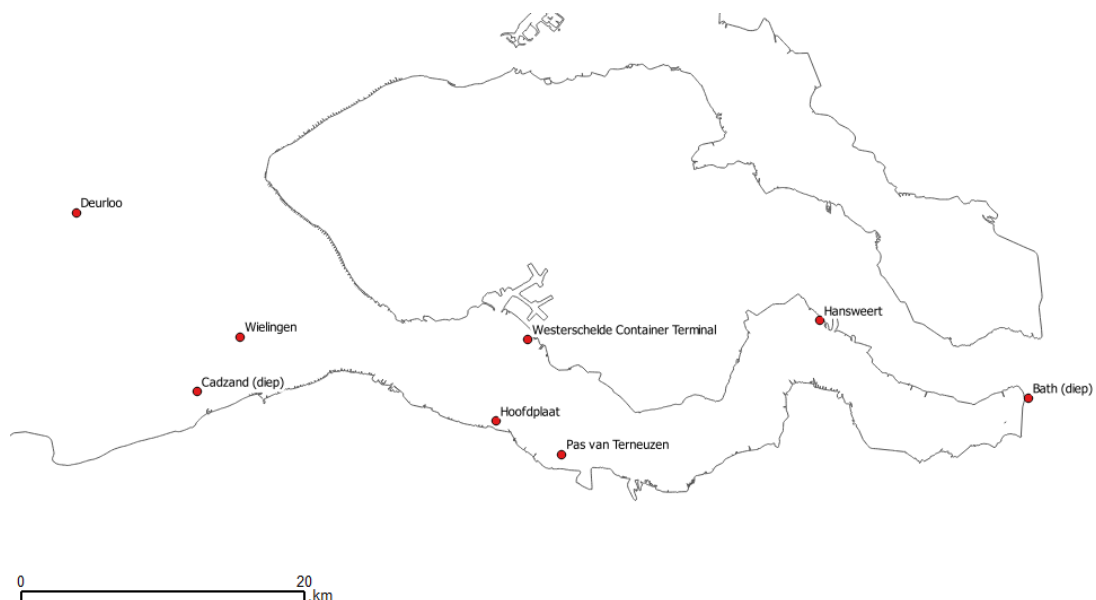 Deurloo
Hansweert
Wielingen
Westerschelde Container Terminal
Cadzand (diep)
Bath (diep)
Hoofdplaat
Pas van Terneuzen
0
20
km